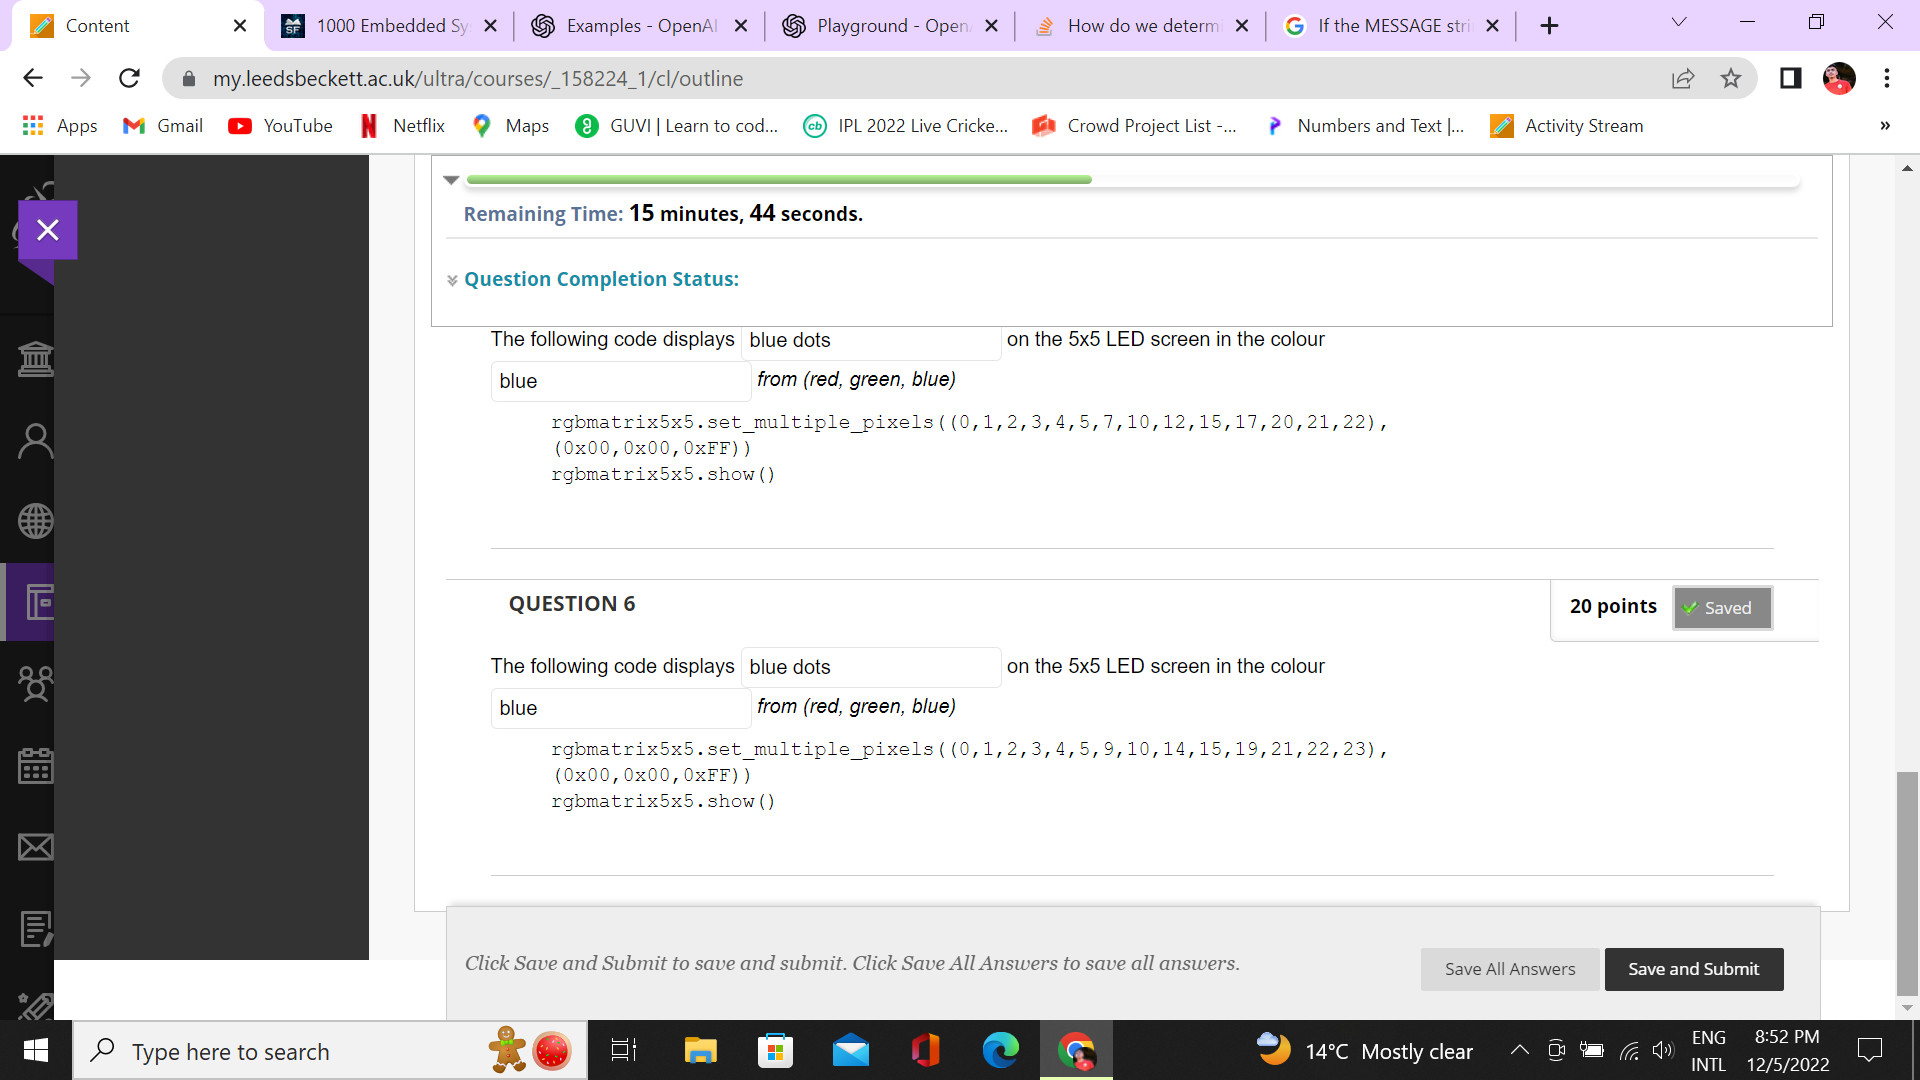 Content
1000 Embedded Sy
Examples - OpenAI
Playground - Open
How do we determi
If the MESSAGE stri
my.leedsbeckett.ac.uk/ultra/courses/_158224_1/cl/outline
Apps
Gmail
YouTube
Netflix
Maps
GUVI | Learn to cod...
IPL 2022 Live Cricke...
Crowd Project List -...
Numbers and Text |...
Activity Stream
»
Remaining Time: 15 minutes, 44 seconds.
Question Completion Status:
The following code displays blue dots on the 5x5 LED screen in the colour
blue from (red, green, blue)
rgbmatrix5x5.set_multiple_pixels((0,1,2,3,4,5,7,10,12,15,17,20,21,22),
(0x00,0x00,0xFF))
rgbmatrix5x5.show()
QUESTION 6
20 points
Saved
The following code displays blue dots on the 5x5 LED screen in the colour
blue from (red, green, blue)
rgbmatrix5x5.set_multiple_pixels((0,1,2,3,4,5,9,10,14,15,19,21,22,23),
(0x00,0x00,0xFF))
rgbmatrix5x5.show()
Click Save and Submit to save and submit. Click Save All Answers to save all answers.
Save All Answers
Save and Submit
Type here to search
14°C Mostly clear
ENG
INTL
8:52 PM
12/5/2022